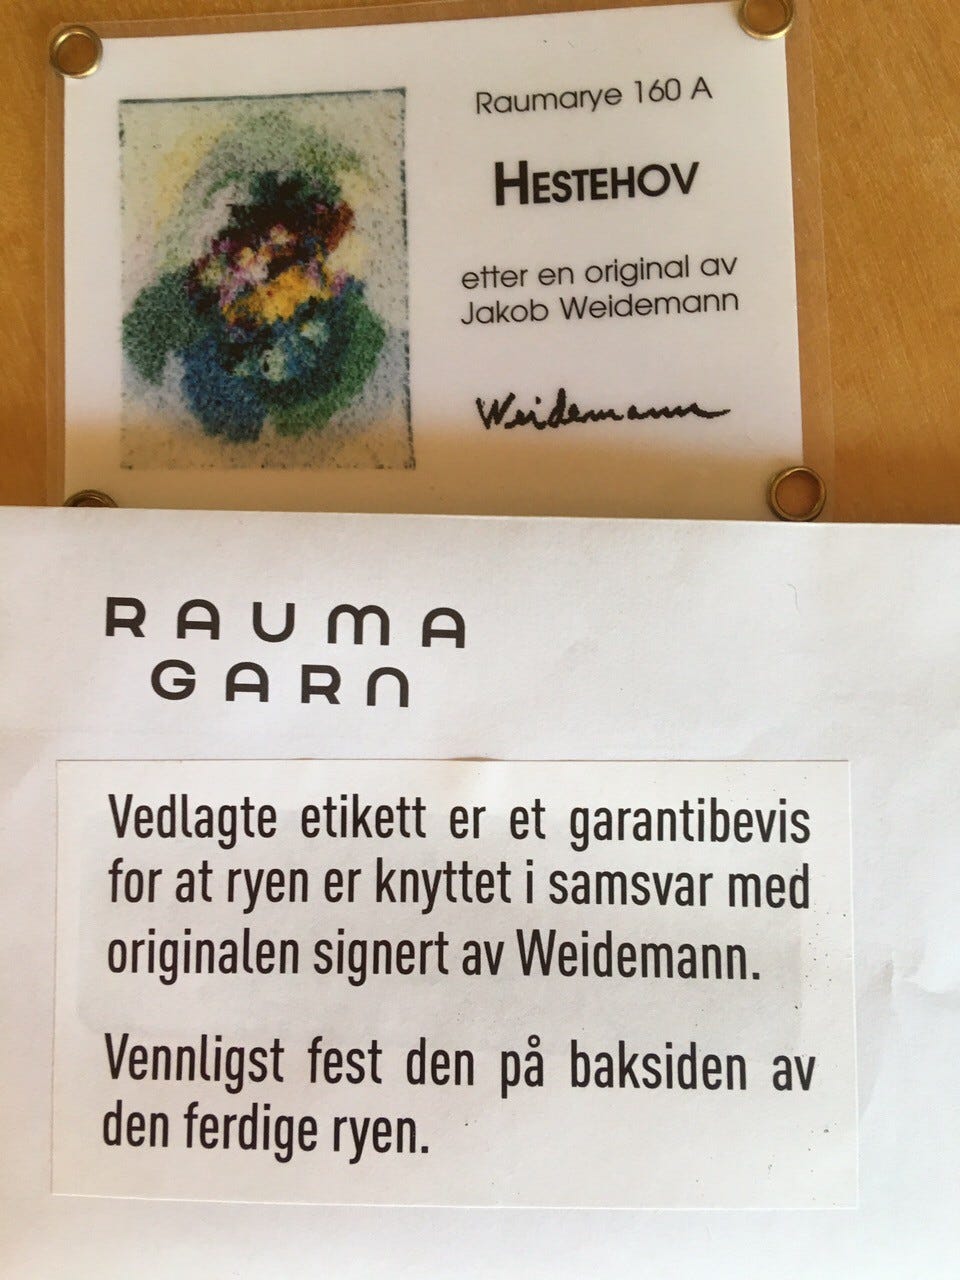 Raumarye 160 A
HESTEHOV
etter en original av
Jakob Weidemann
Weidemann
RAUMA
GARN
Vedlagte etikett er et garantibevis
for at ryen er knyttet i samsvar med
originalen signert av Weidemann.
Vennligst fest den på baksiden av
den ferdige ryen.